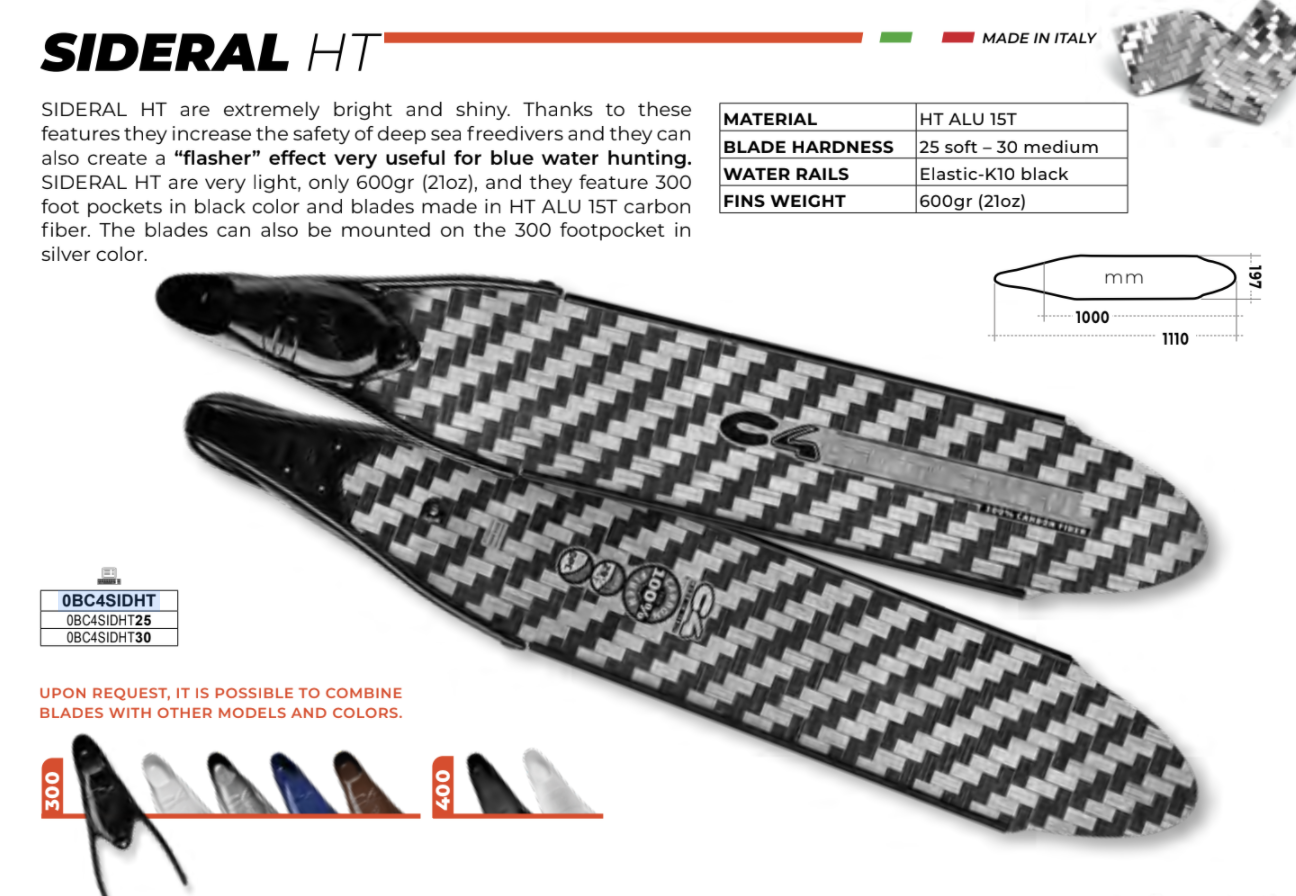 SIDERAL HT
MADE IN ITALY
SIDERAL HT are extremely bright and shiny. Thanks to these
features they increase the safety of deep sea freedivers and they can
also create a “flasher” effect very useful for blue water hunting.
SIDERAL HT are very light, only 600gr (21oz), and they feature 300
foot pockets in black color and blades made in HT ALU 15T carbon
fiber. The blades can also be mounted on the 300 footpocket in
silver color.
MATERIAL HT ALU 15T
BLADE HARDNESS 25 soft – 30 medium
WATER RAILS Elastic-K10 black
FINS WEIGHT 600gr (21oz)
mm
197
1000
1110
C4
100% CARBON FIBER
100%
0BC4SIDHT
0BC4SIDHT25
0BC4SIDHT30
UPON REQUEST, IT IS POSSIBLE TO COMBINE
BLADES WITH OTHER MODELS AND COLORS.
300
400